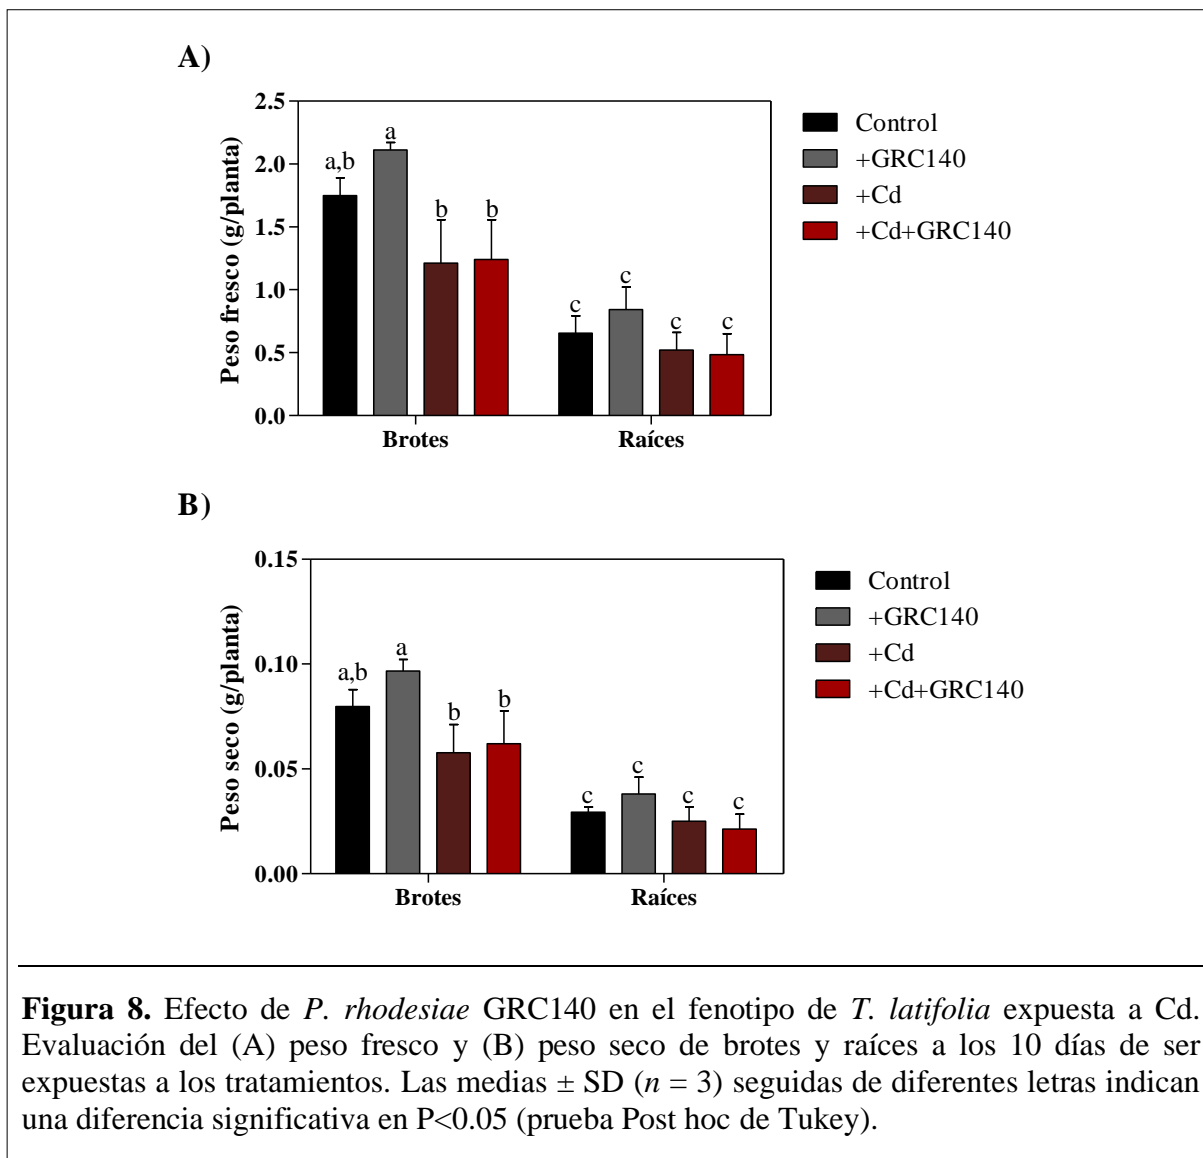 A)
2.5
2.0
1.5
1.0
0.5
0.0
Peso fresco (g/planta)
a,b
a
b
b
c
c
c
c
Brotes
Raíces
Control
+GRC140
+Cd
+Cd+GRC140
B)
0.15
0.10
0.05
0.00
Peso seco (g/planta)
a,b
a
b
b
c
c
c
c
Brotes
Raíces
Control
+GRC140
+Cd
+Cd+GRC140
Figura 8. Efecto de P. rhodesiae GRC140 en el fenotipo de T. latifolia expuesta a Cd.
Evaluación del (A) peso fresco y (B) peso seco de brotes y raíces a los 10 días de ser
expuestas a los tratamientos. Las medias ± SD (n = 3) seguidas de diferentes letras indican
una diferencia significativa en P<0.05 (prueba Post hoc de Tukey).